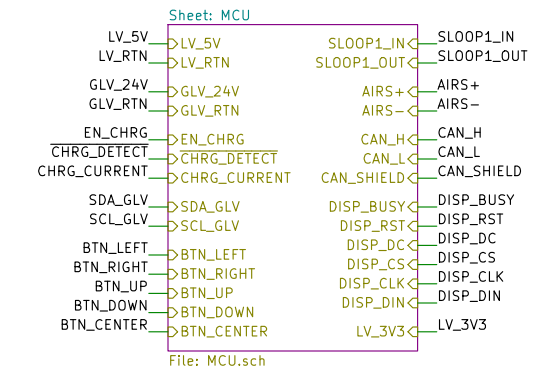 Sheet: MCU
LV_5V LV_5V SLOOP1_IN SLOOP1_IN
LV_RTN LV_RTN SLOOP1_OUT SLOOP1_OUT
GLV_24V GLV_24V AIRS+ AIRS+
GLV_RTN GLV_RTN AIRS- AIRS-
EN_CHRG EN_CHRG CAN_H CAN_H
CHRG_DETECT CHRG_DETECT CAN_L CAN_L
CHRG_CURRENT CHRG_CURRENT CAN_SHIELD CAN_SHIELD
SDA_GLV SDA_GLV DISP_BUSY DISP_BUSY
SCL_GLV SCL_GLV DISP_RST DISP_RST
DISP_DC DISP_DC
BTN_LEFT BTN_LEFT
DISP_CS DISP_CS
BTN_RIGHT BTN_RIGHT
DISP_CLK DISP_CLK
BTN_UP BTN_UP
DISP_DIN DISP_DIN
BTN_DOWN BTN_DOWN
BTN_CENTER BTN_CENTER LV_3V3 LV_3V3
File: MCU.sch